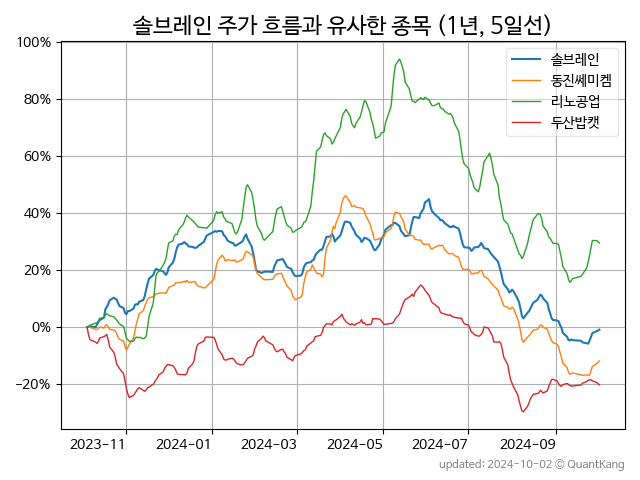 솔브레인 주가 흐름과 유사한 종목 (1년, 5일선)
100%
80%
60%
40%
20%
0%
−20%
솔브레인
동진쎄미켐
리노공업
두산밥캣
2023−11
2024−01
2024−03
2024−05
2024−07
2024−09
updated: 2024-10-02 © QuantKang